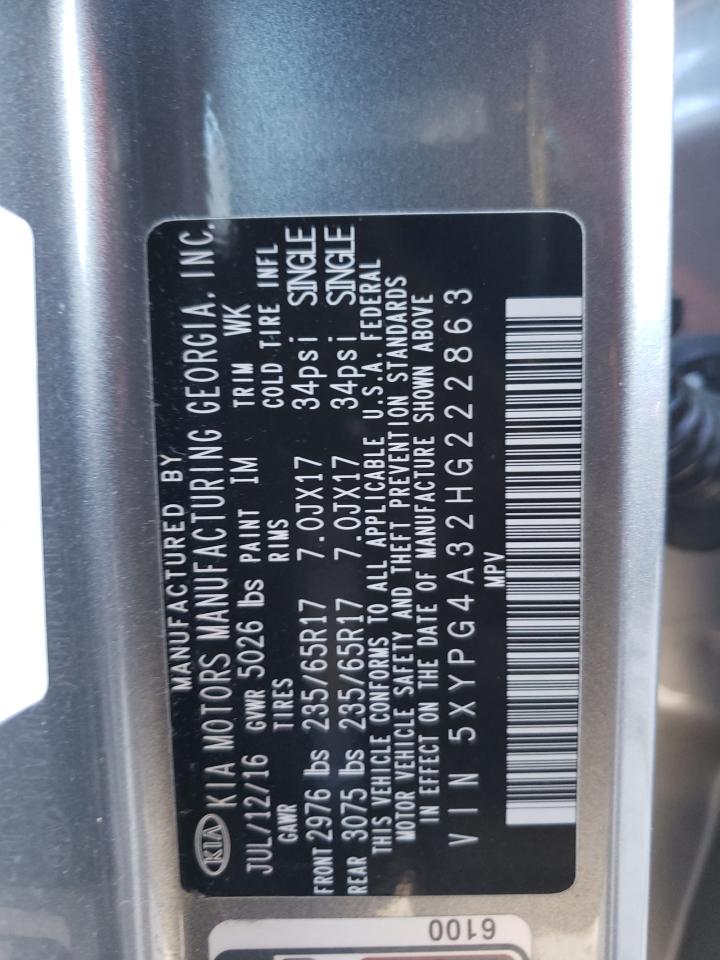 MANUFACTURED BY
KIA KIA MOTORS MANUFACTURING GEORGIA, INC.
JUL/12/16 GVWR 5026 lbs PAINT IM TRIM WK
GAWR TIRES RIMS COLD TIRE INFL
FRONT 2976 lbs 235/65R17 7.0JX17 34psi SINGLE
REAR 3075 lbs 235/65R17 7.0JX17 34psi SINGLE
THIS VEHICLE CONFORMS TO ALL APPLICABLE U.S.A. FEDERAL
MOTOR VEHICLE SAFETY AND THEFT PREVENTION STANDARDS
IN EFFECT ON THE DATE OF MANUFACTURE SHOWN ABOVE
VIN 5XYPG4A32HG222863
MPV
6100